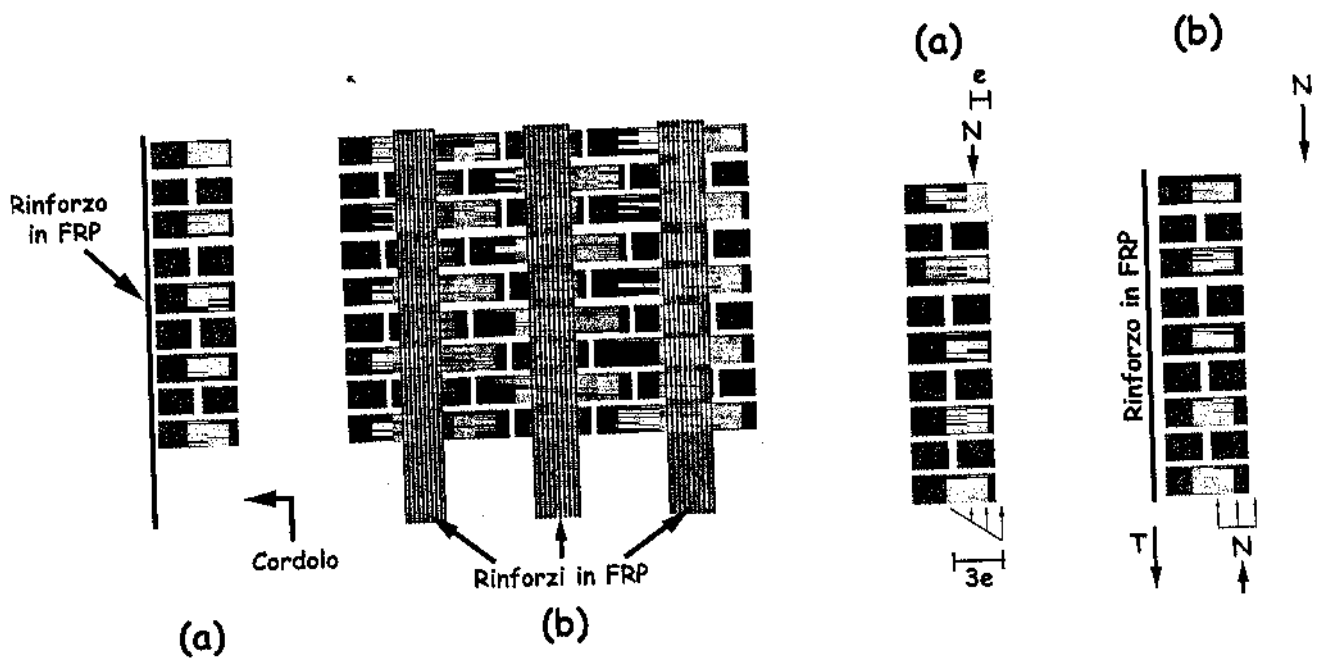 Rinforzo
in FRP
Cordolo
Rinforzi in FRP
(a)
(b)
(a)
e
N
3e
(b)
N
Rinforzo in FRP
T
N